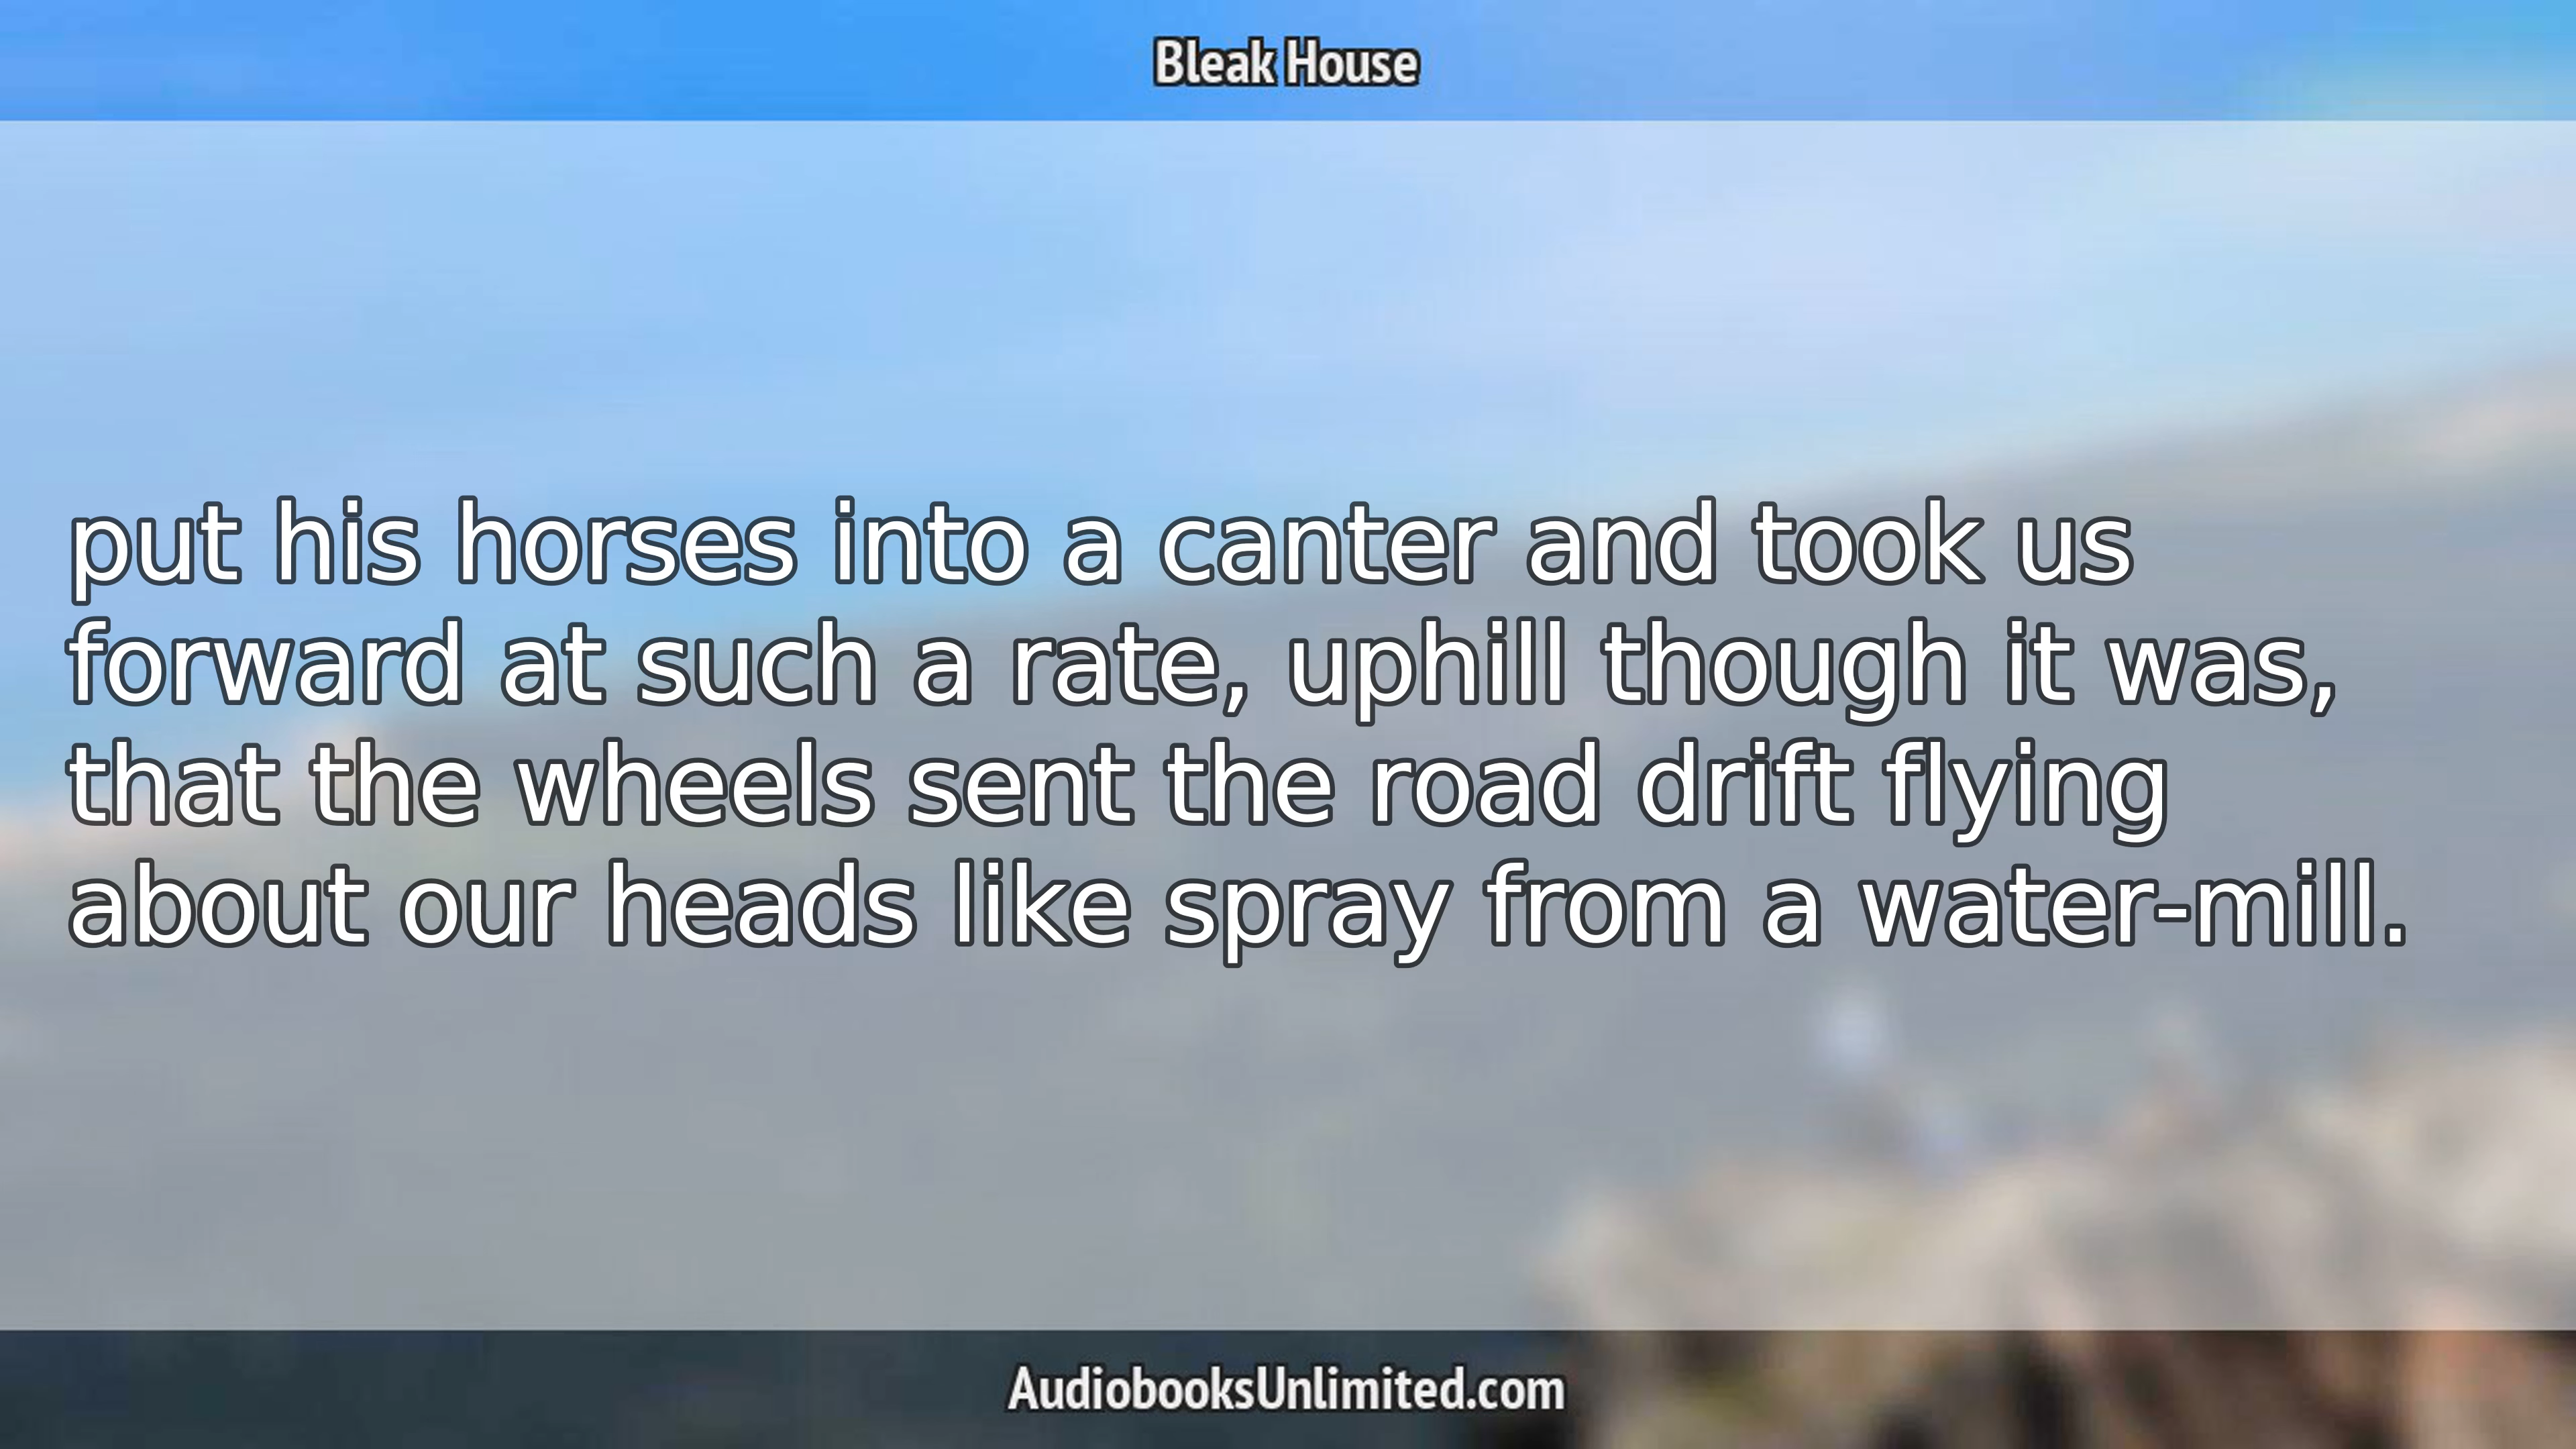 Bleak House
put his horses into a canter and took us
forward at such a rate, uphill though it was,
that the wheels sent the road drift flying
about our heads like spray from a water-mill.
AudiobooksUnlimited.com